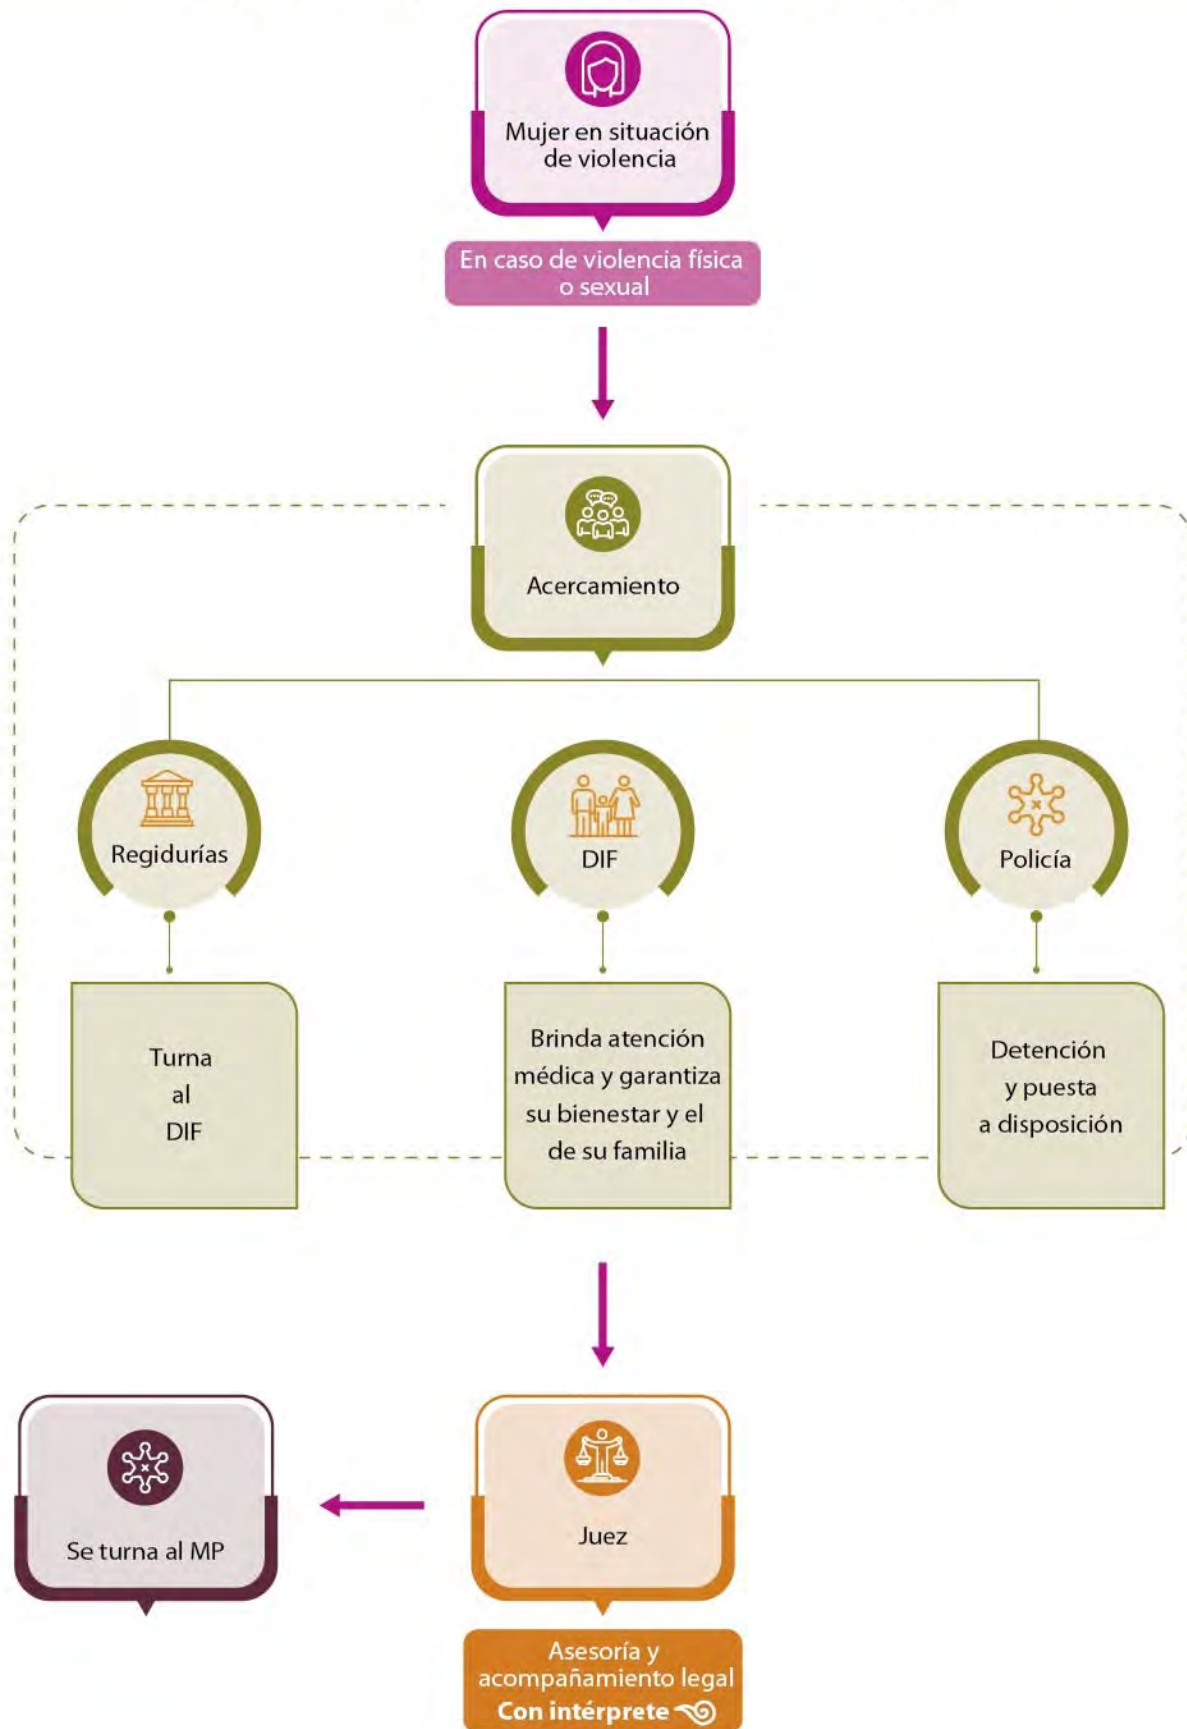 Mujer en situación
de violencia
En caso de violencia física
o sexual
Acercamiento
Regidurías
DIF
Policía
Turna
al
DIF
Brinda atención
médica y garantiza
su bienestar y el
de su familia
Detención
y puesta
a disposición
Se turna al MP
Juez
Asesoría y
acompañamiento legal
Con intérprete